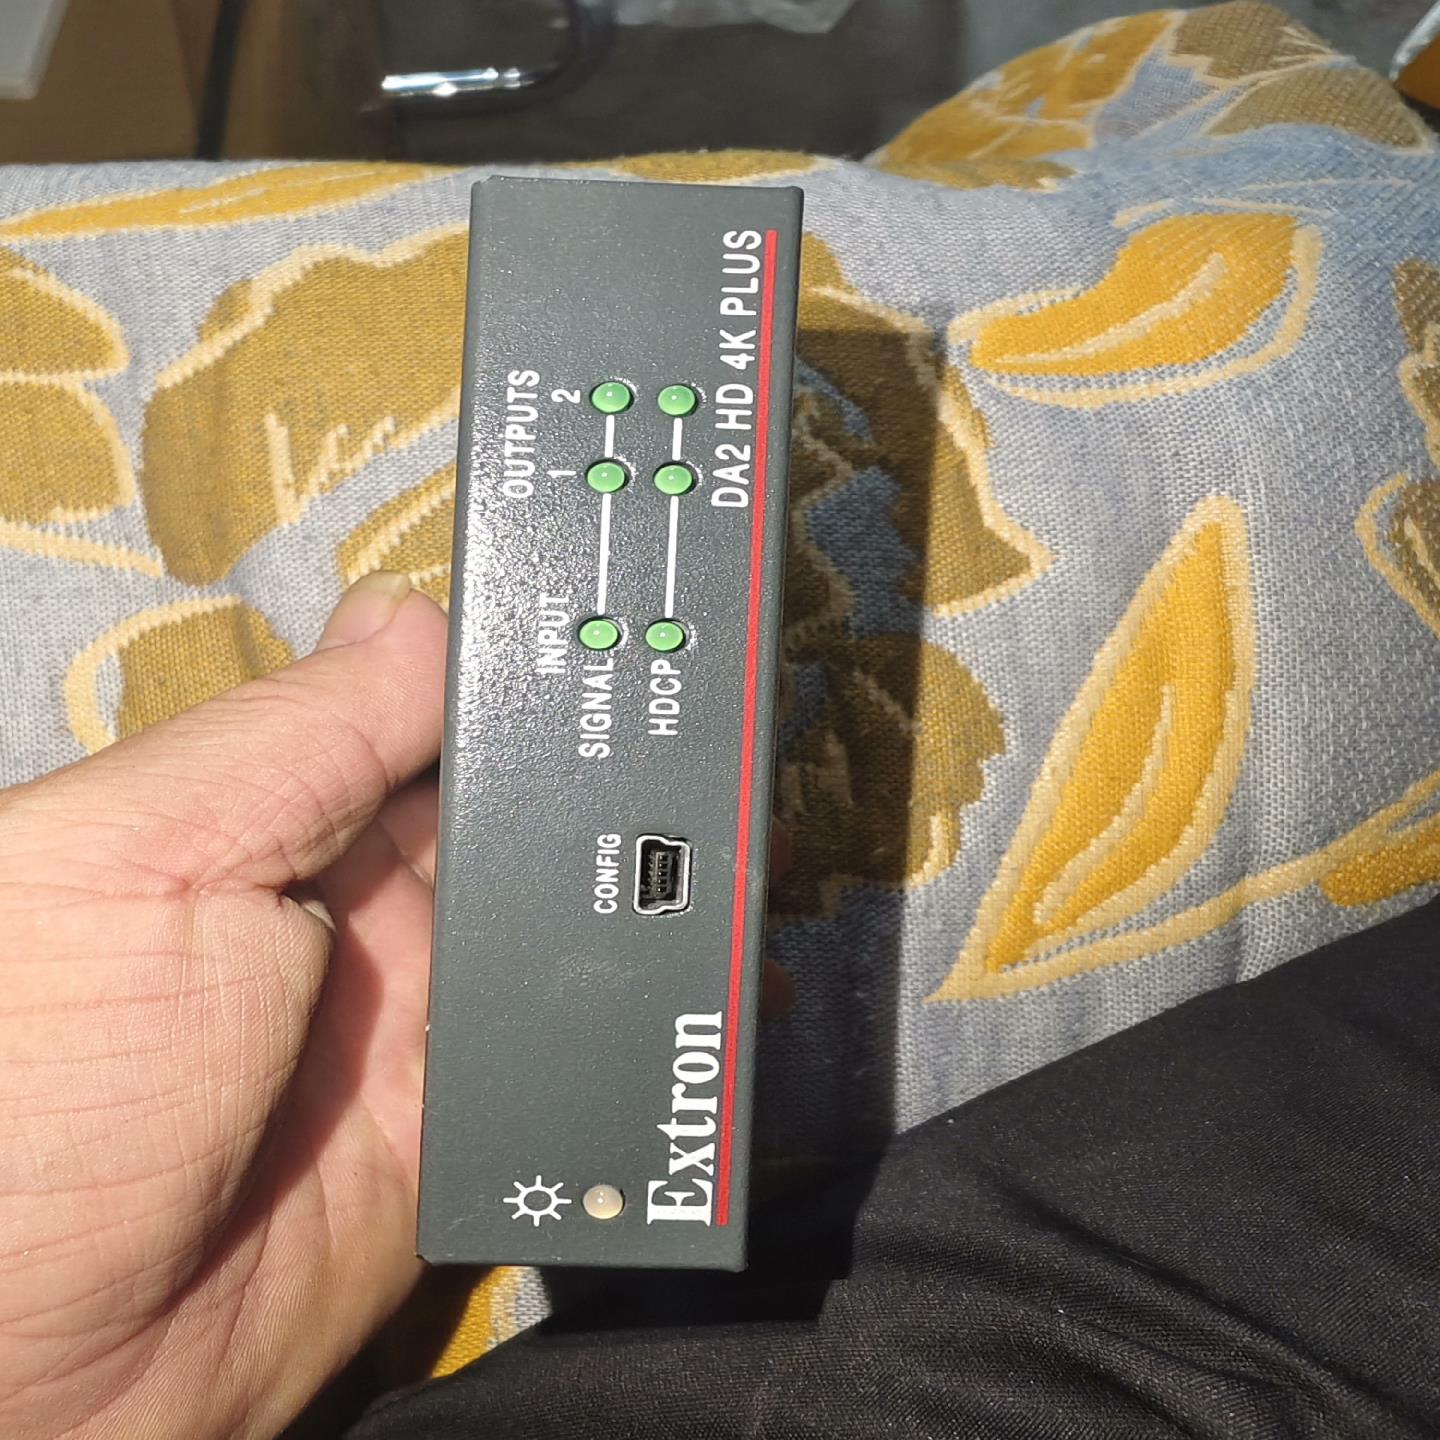 Extron
CONFIG
INPUT
OUTPUTS
1 2
SIGNAL
HDCP
DA2 HD 4K PLUS